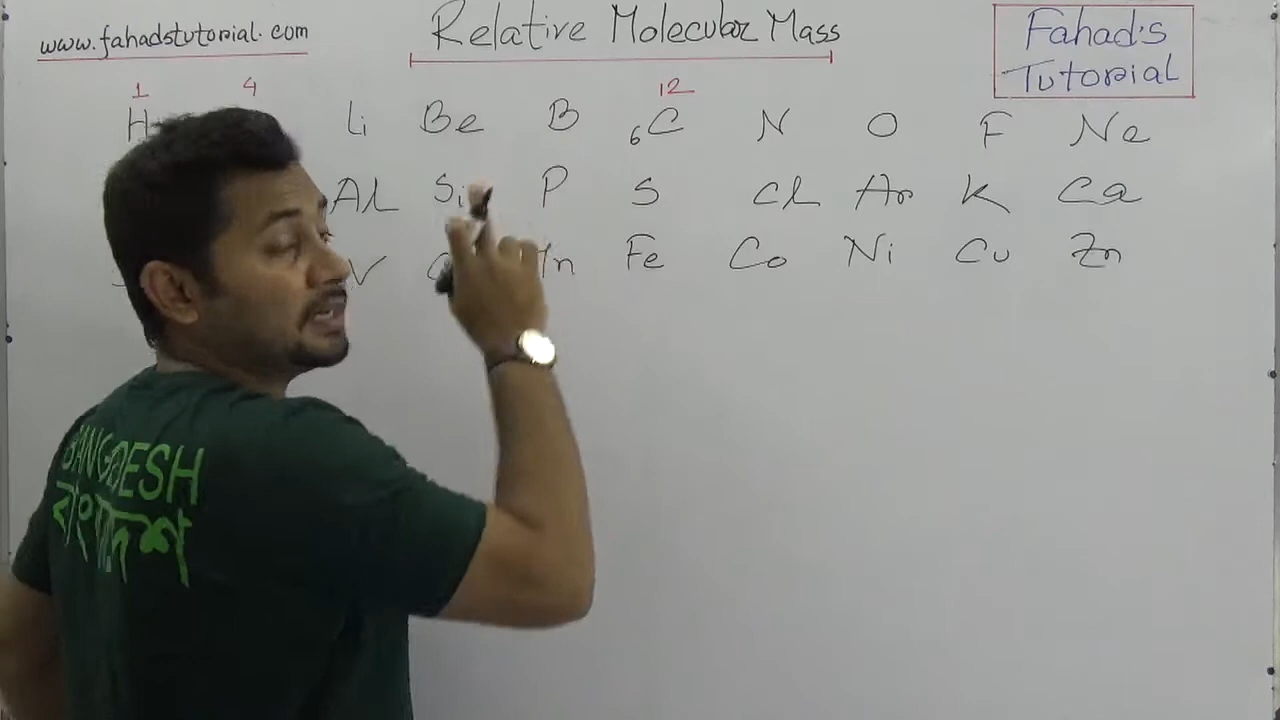 www.fahadstutorial.com
Relative Molecular Mass
Fahad's
Tutorial
1 4 12
H Li Be B 6C N O F Ne
Al Si P S Cl Ar K Ca
V Fe Co Ni Cu Zn
BANGLADESH
বাংলাদেশ